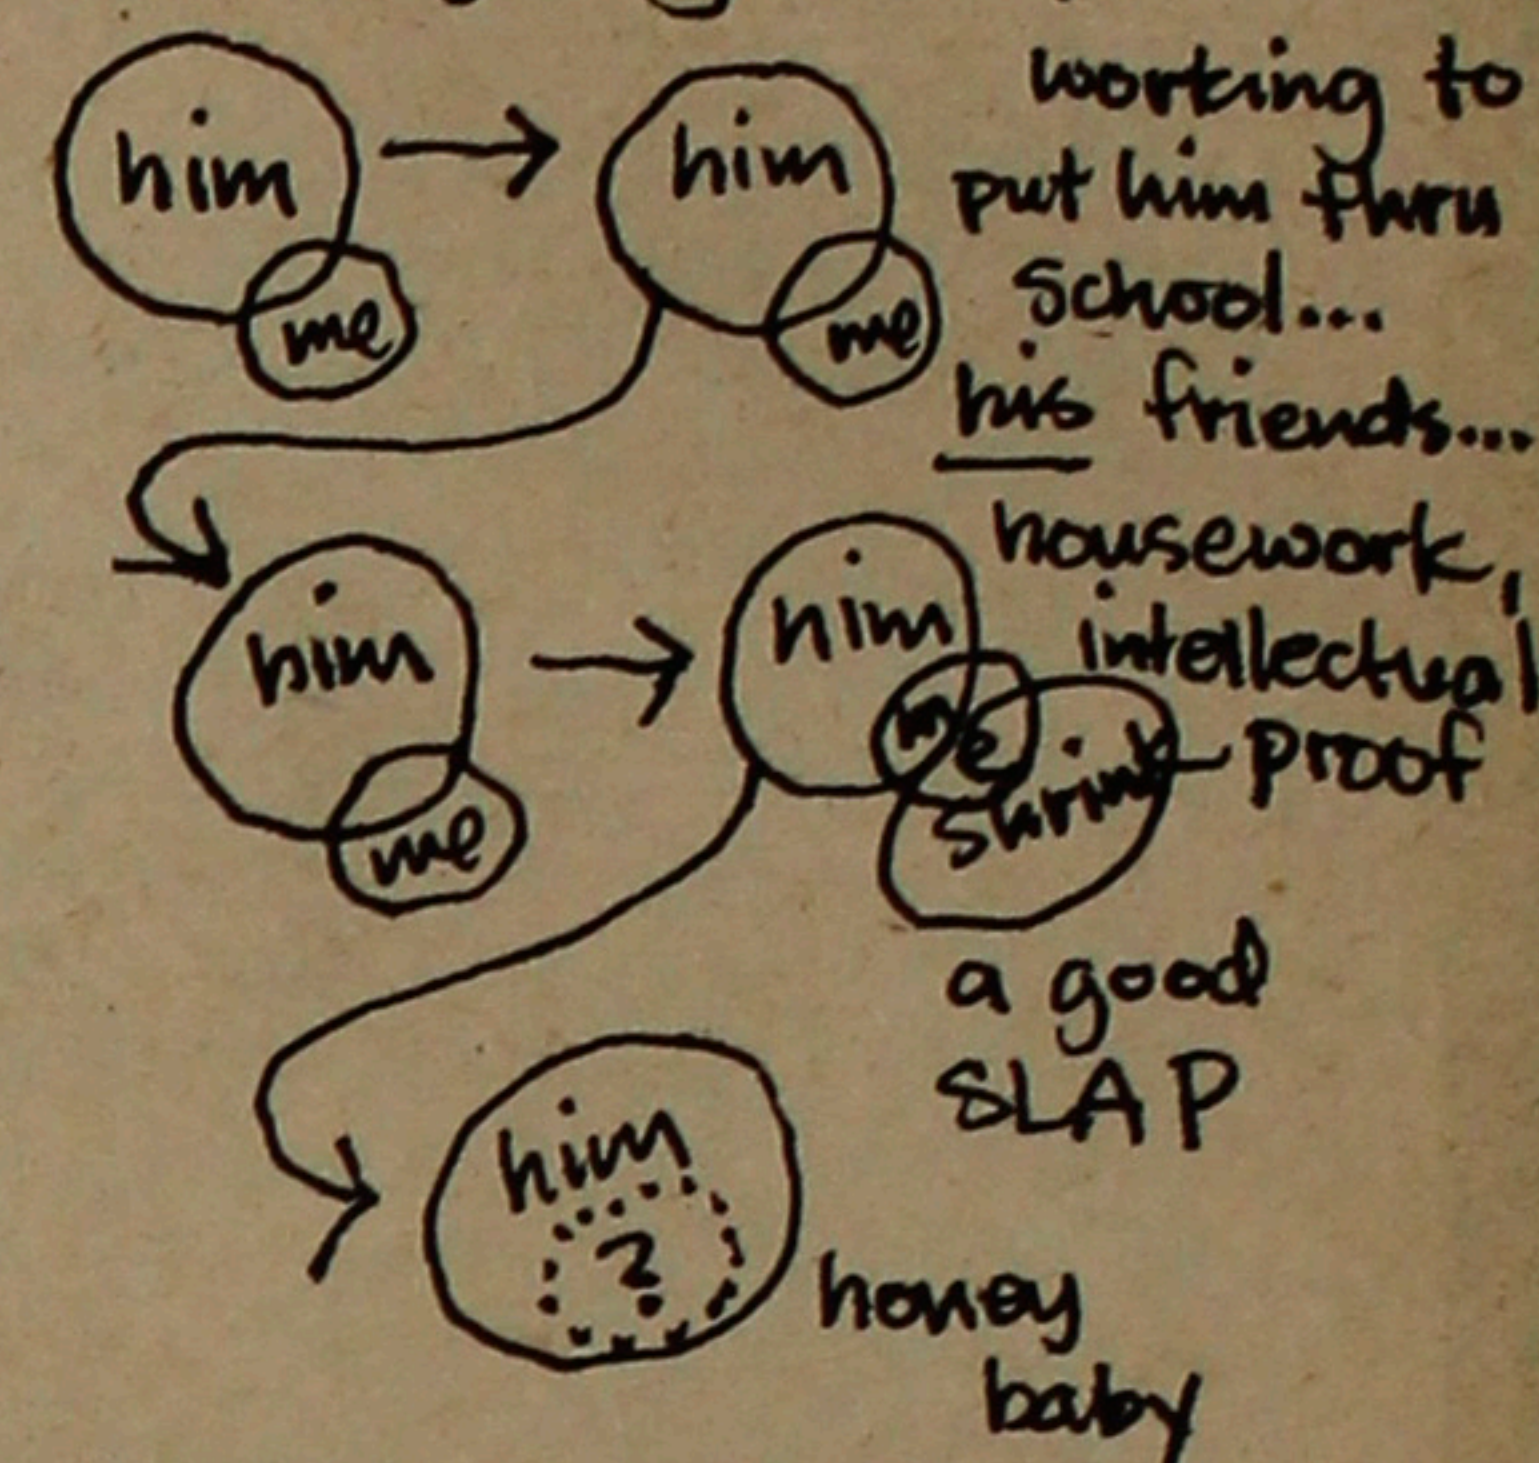 him
me
him
me
working to
put him thru
school...
his friends...
him
me
him
me
shrink
housework,
intellectual
proof
a good
SLAP
him
?
honey
baby